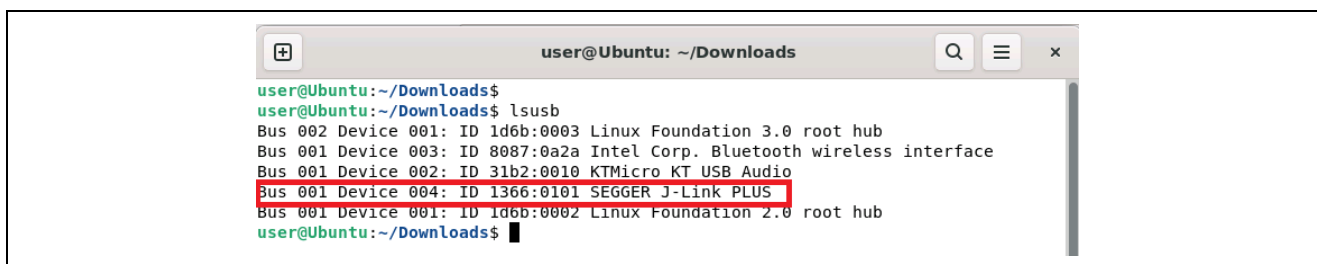 user@Ubuntu: ~/Downloads
user@Ubuntu:~/Downloads$
user@Ubuntu:~/Downloads$ lsusb
Bus 002 Device 001: ID 1d6b:0003 Linux Foundation 3.0 root hub
Bus 001 Device 003: ID 8087:0a2a Intel Corp. Bluetooth wireless interface
Bus 001 Device 002: ID 31b2:0010 KTMicro KT USB Audio
Bus 001 Device 004: ID 1366:0101 SEGGER J-Link PLUS
Bus 001 Device 001: ID 1d6b:0002 Linux Foundation 2.0 root hub
user@Ubuntu:~/Downloads$